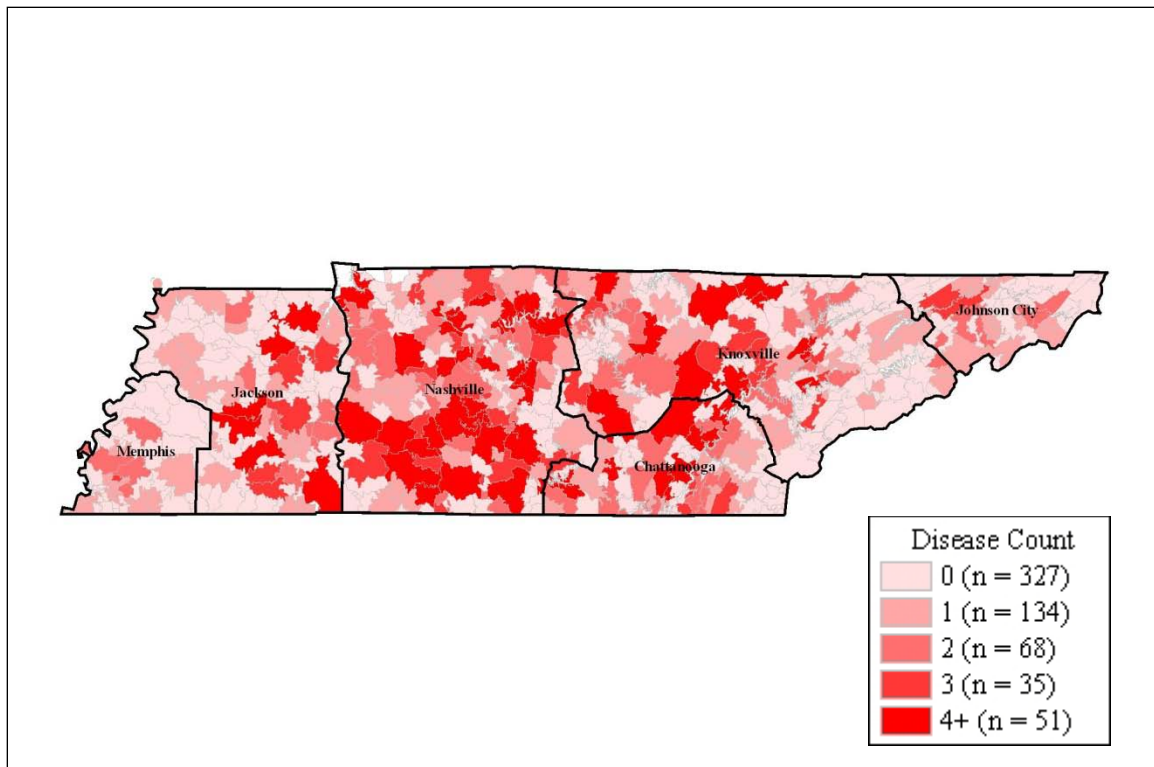 Johnson City
Knoxville
Nashville
Jackson
Memphis
Chattanooga
Disease Count
0 (n = 327)
1 (n = 134)
2 (n = 68)
3 (n = 35)
4+ (n = 51)